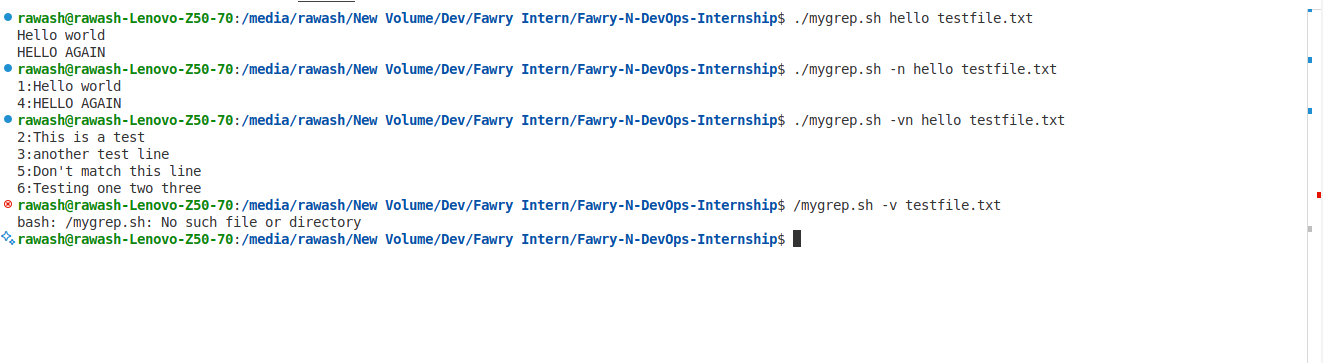 rawash@rawash-Lenovo-Z50-70:/media/rawash/New Volume/Dev/Fawry Intern/Fawry-N-DevOps-Internship$ ./mygrep.sh hello testfile.txt
Hello world
HELLO AGAIN
rawash@rawash-Lenovo-Z50-70:/media/rawash/New Volume/Dev/Fawry Intern/Fawry-N-DevOps-Internship$ ./mygrep.sh -n hello testfile.txt
1:Hello world
4:HELLO AGAIN
rawash@rawash-Lenovo-Z50-70:/media/rawash/New Volume/Dev/Fawry Intern/Fawry-N-DevOps-Internship$ ./mygrep.sh -vn hello testfile.txt
2:This is a test
3:another test line
5:Don't match this line
6:Testing one two three
rawash@rawash-Lenovo-Z50-70:/media/rawash/New Volume/Dev/Fawry Intern/Fawry-N-DevOps-Internship$ /mygrep.sh -v testfile.txt
bash: /mygrep.sh: No such file or directory
rawash@rawash-Lenovo-Z50-70:/media/rawash/New Volume/Dev/Fawry Intern/Fawry-N-DevOps-Internship$